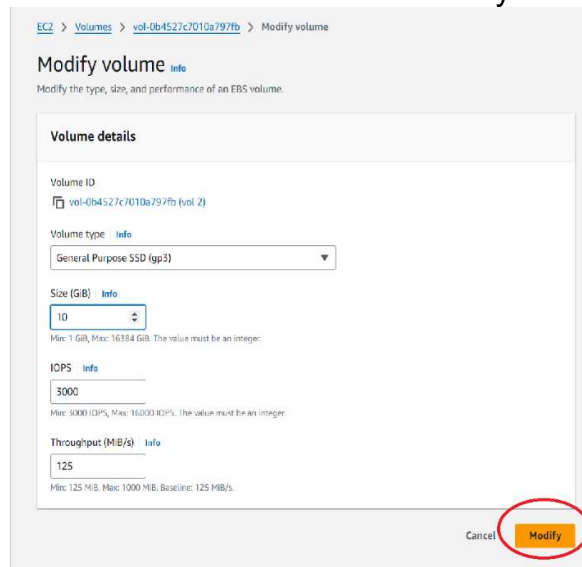 EC2 > Volumes > vol-0b4527c7010a797fb > Modify volume
Modify volume Info
Modify the type, size, and performance of an EBS volume.
Volume details
Volume ID
vol-0b4527c7010a797fb (vol 2)
Volume type Info
General Purpose SSD (gp3)
Size (GiB) Info
10
Min: 1 GiB, Max: 16384 GiB. The value must be an integer.
IOPS Info
3000
Min: 3000 IOPS, Max: 16000 IOPS. The value must be an integer.
Throughput (MiB/s) Info
125
Min: 125 MiB, Max: 1000 MiB. Baseline: 125 MiB/s.
Cancel Modify